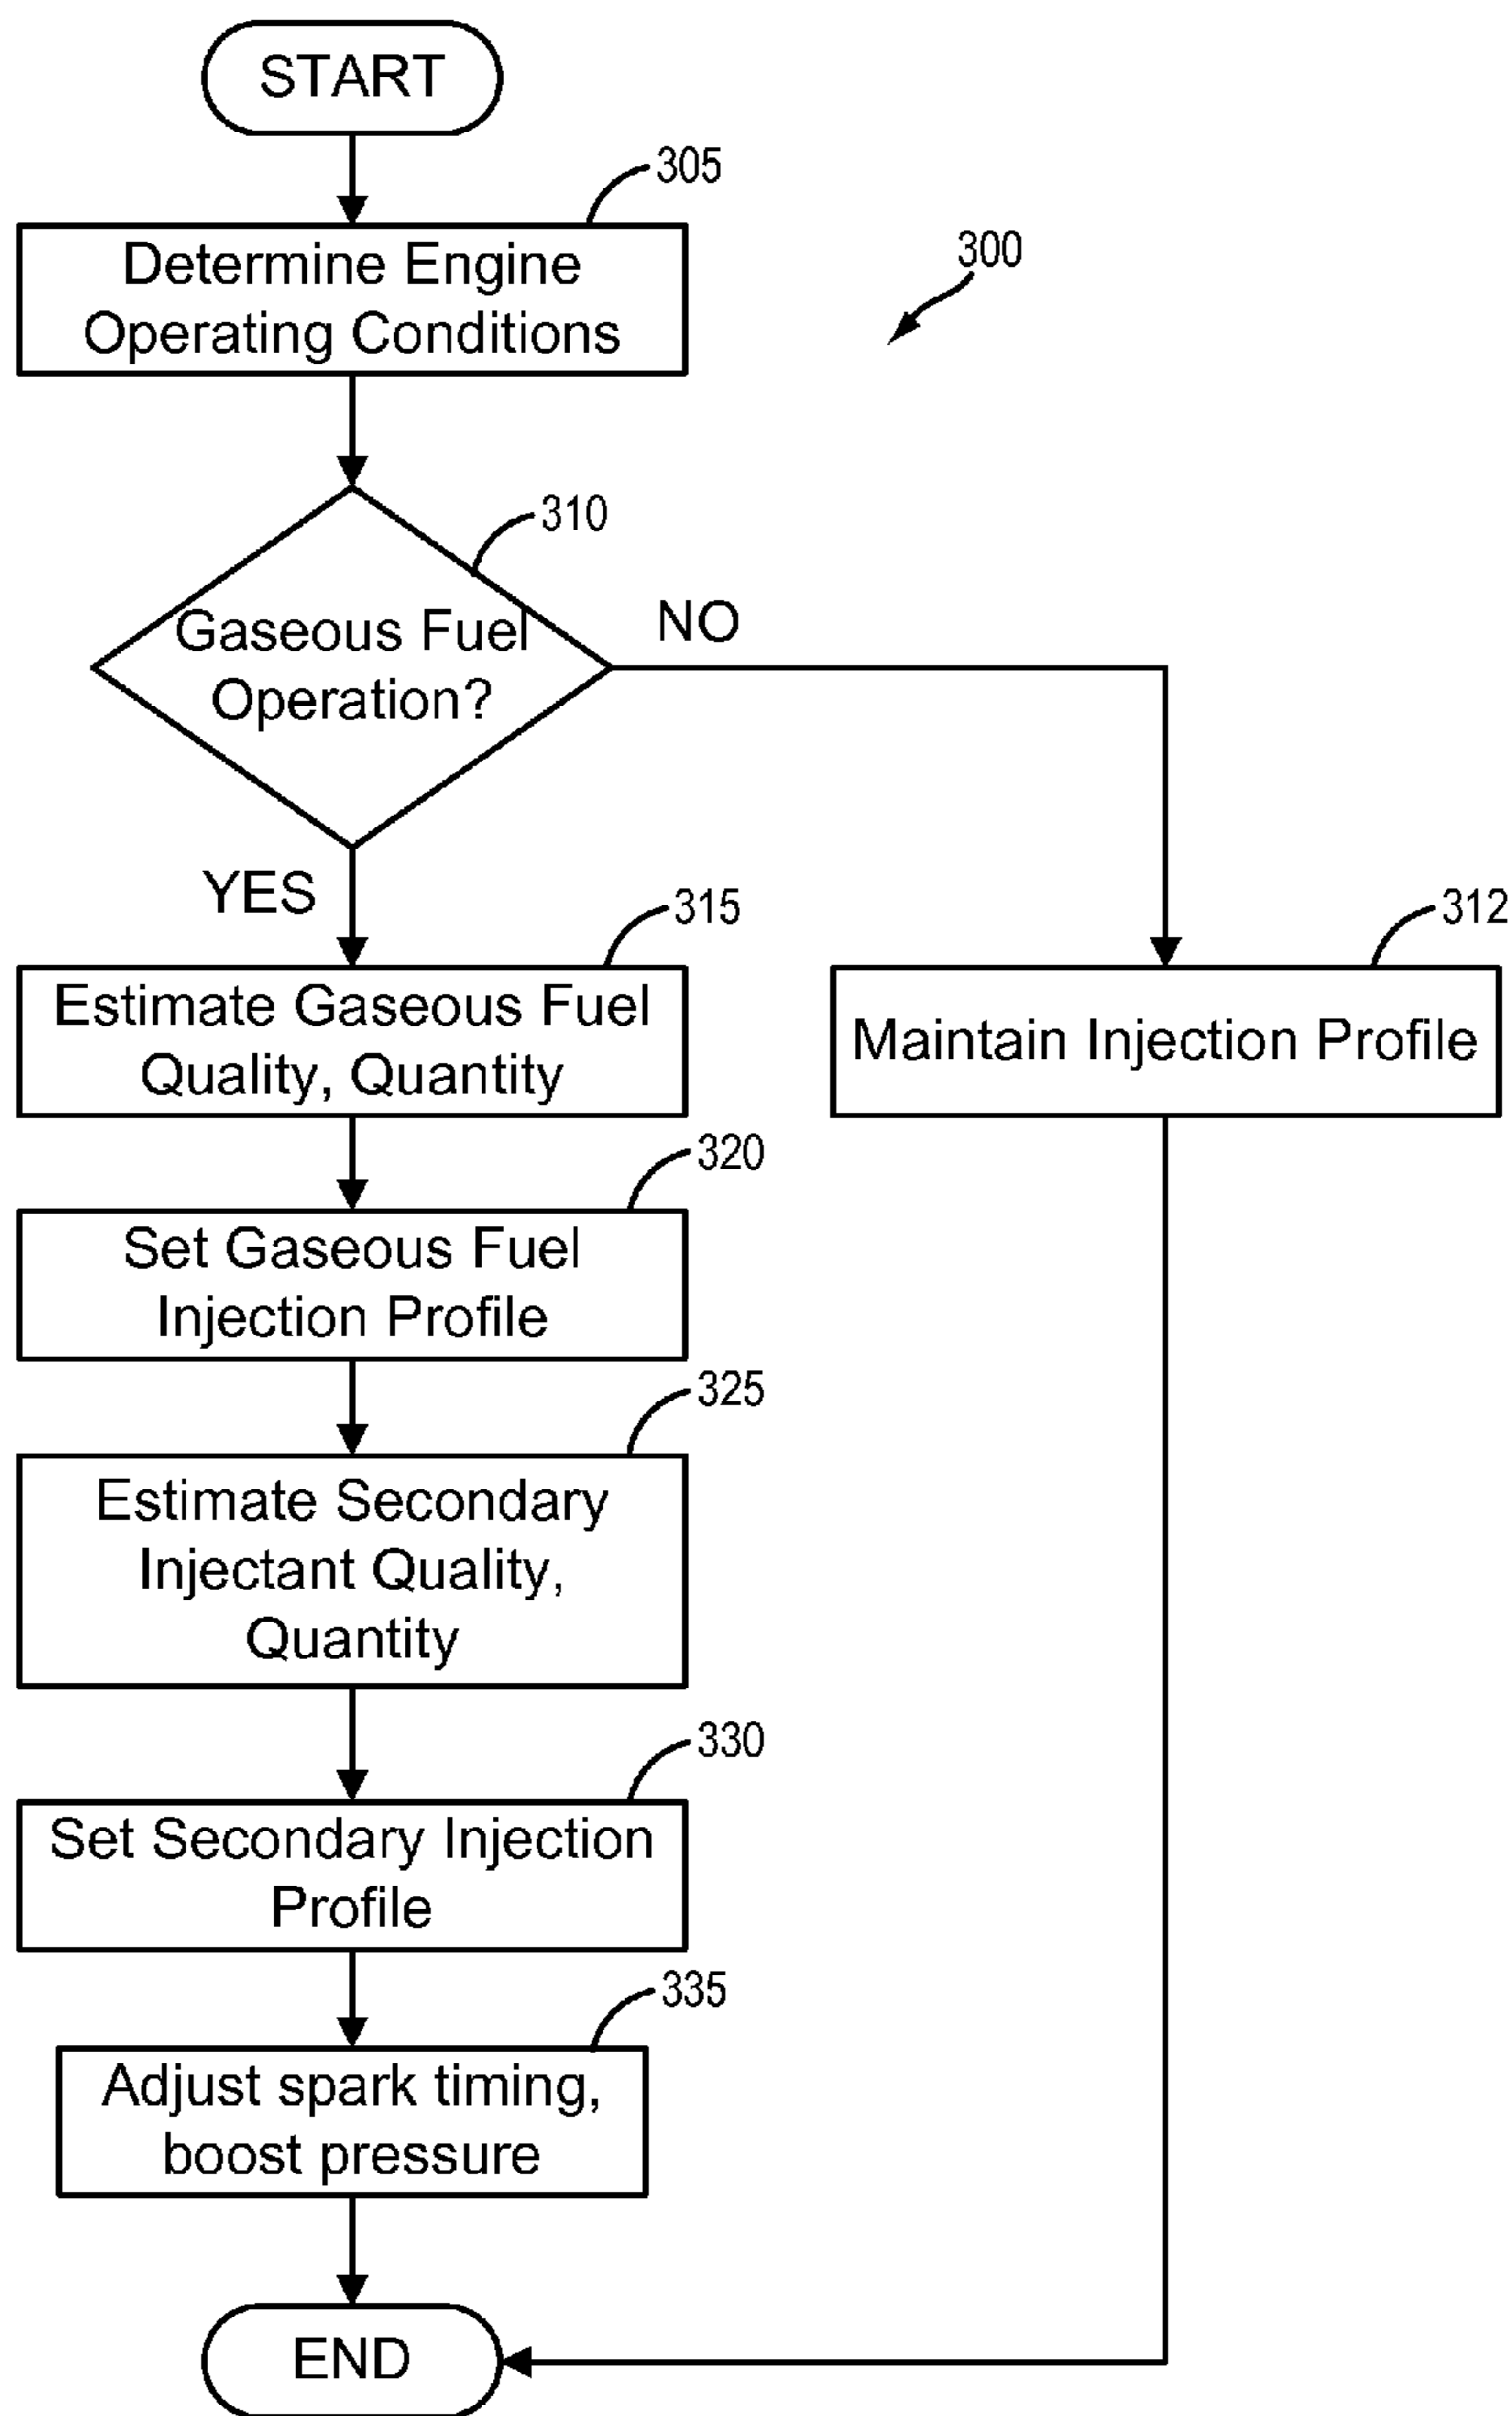 START
305
Determine Engine
Operating Conditions
300
310
Gaseous Fuel
Operation?
NO
YES
315
Estimate Gaseous Fuel
Quality, Quantity
312
Maintain Injection Profile
320
Set Gaseous Fuel
Injection Profile
325
Estimate Secondary
Injectant Quality,
Quantity
330
Set Secondary Injection
Profile
335
Adjust spark timing,
boost pressure
END